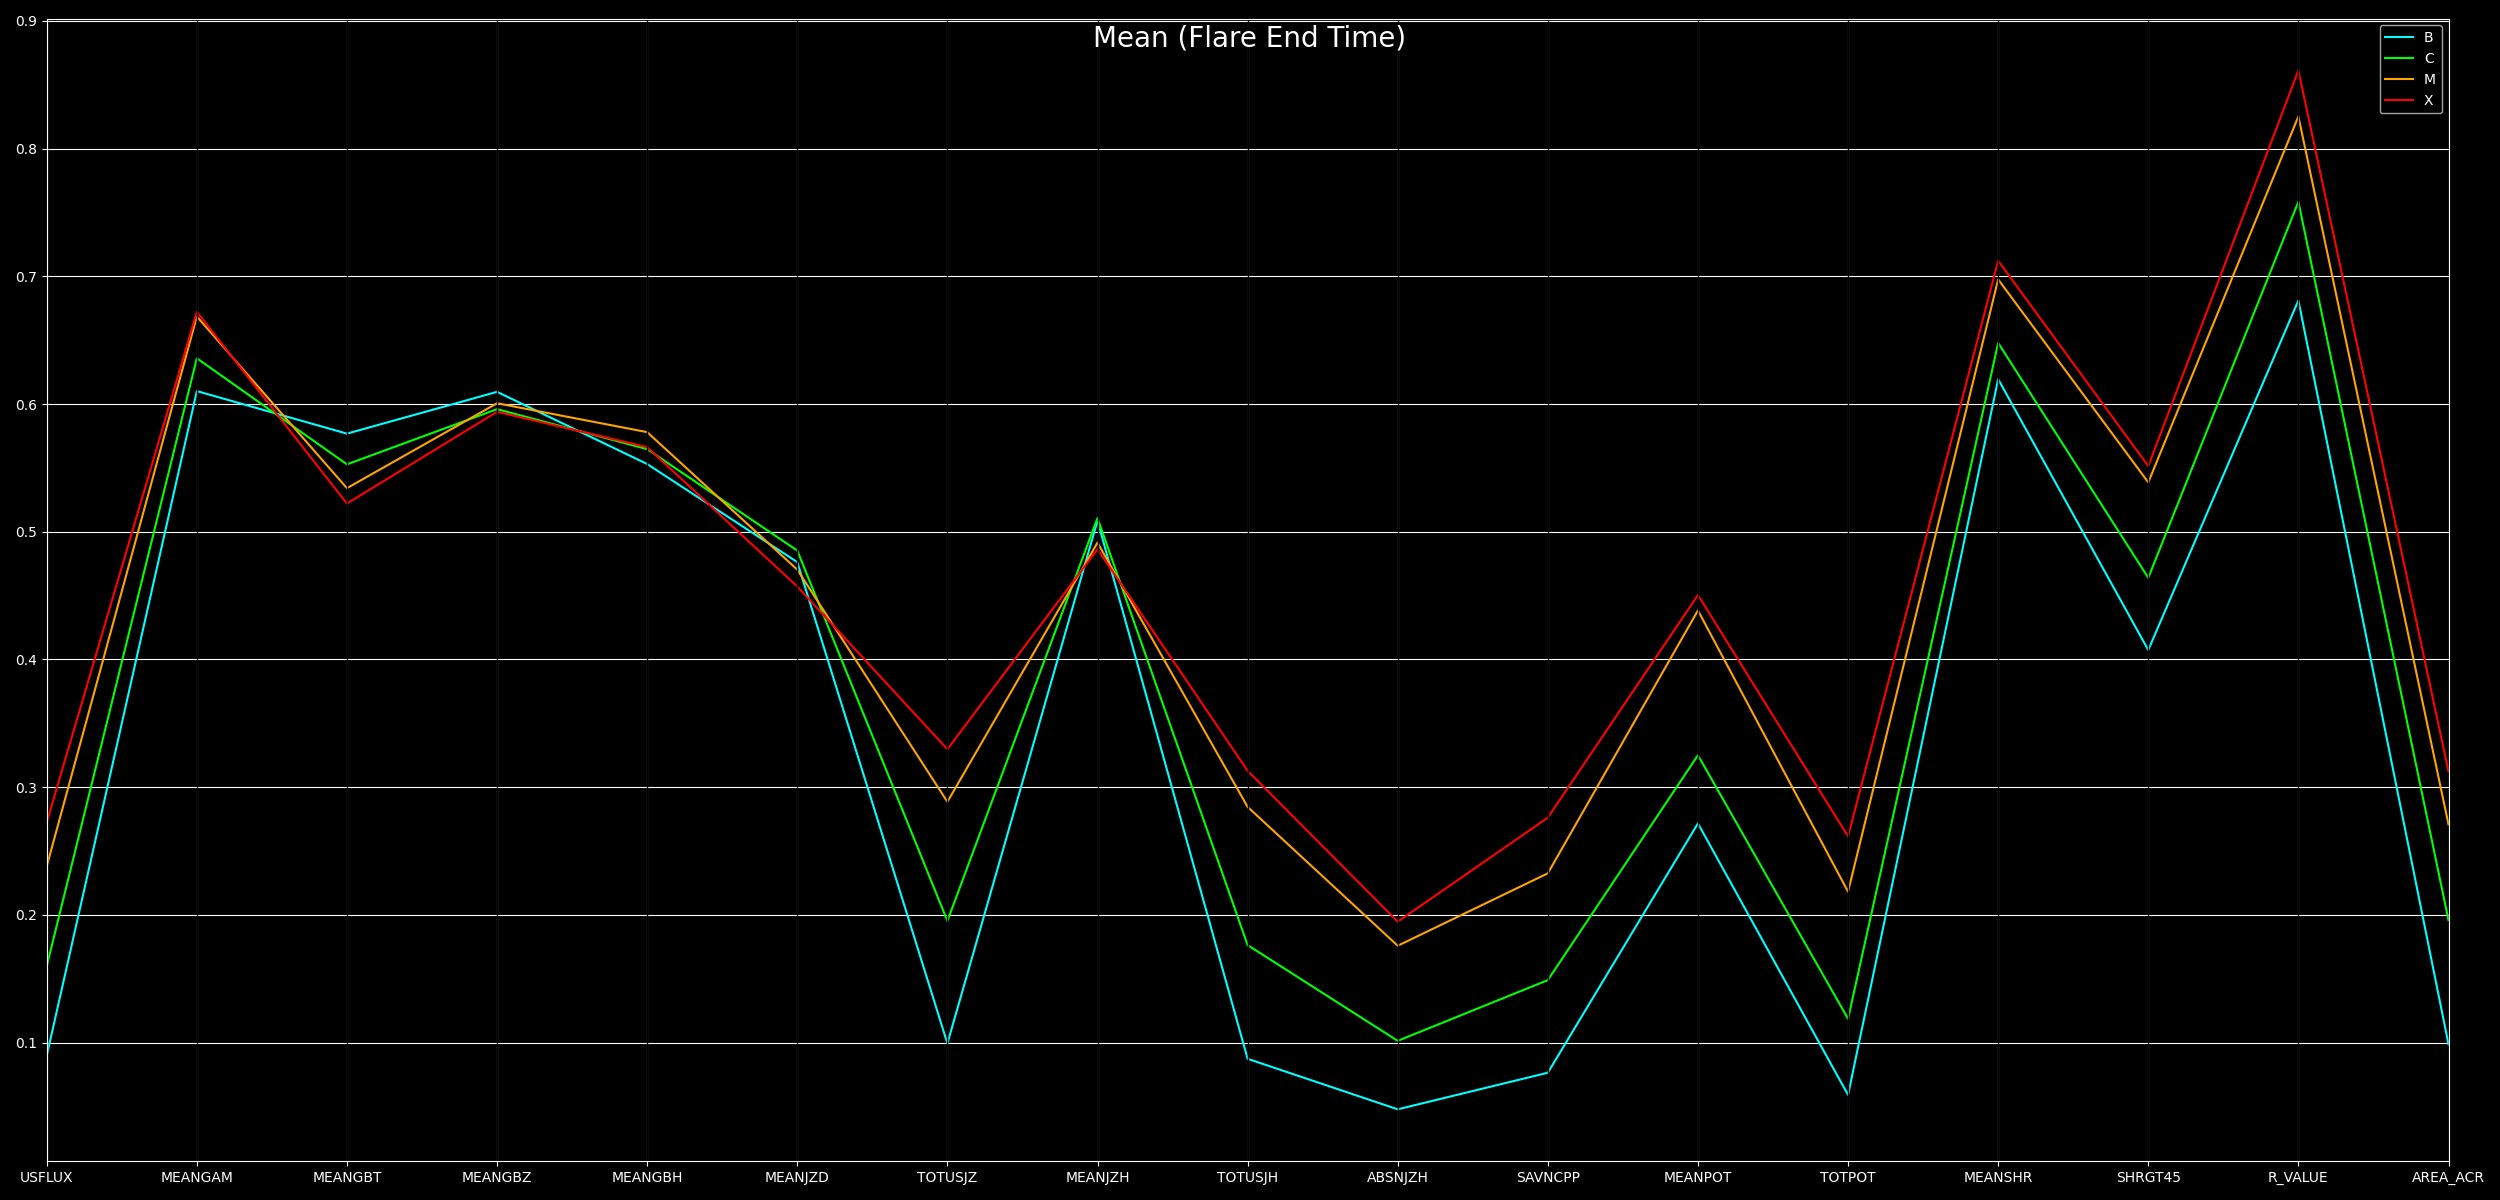 Mean (Flare End Time)
B
C
M
X
0.9
0.8
0.7
0.6
0.5
0.4
0.3
0.2
0.1
USFLUX MEANGAM MEANGBT MEANGBZ MEANGBH MEANJZD TOTUSJZ MEANJZH TOTUSJH ABSNJZH SAVNCPP MEANPOT TOTPOT MEANSHR SHRGT45 R_VALUE AREA_ACR